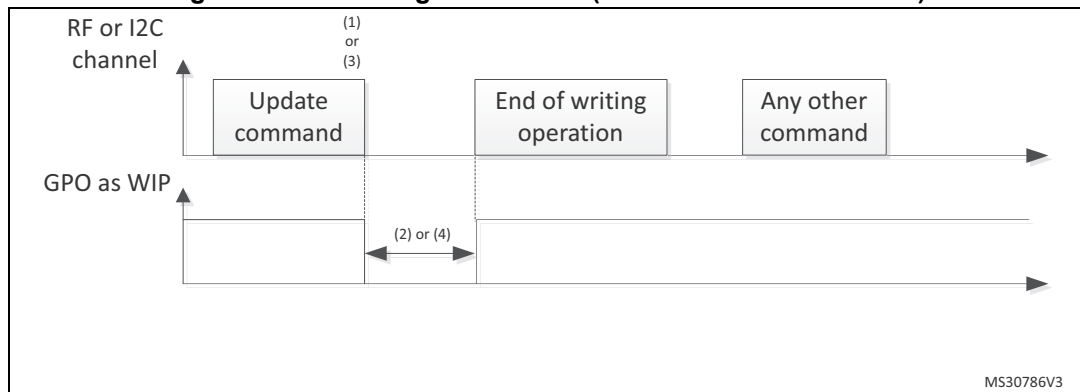 RF or I2C
channel
(1)
or
(3)
Update
command
End of writing
operation
Any other
command
GPO as WIP
(2) or (4)
MS30786V3